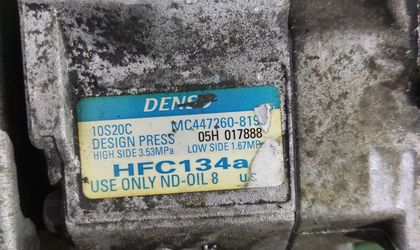 DENSO
10S20C MC447260-819
DESIGN PRESS 05H 017888
HIGH SIDE 3.53MPa LOW SIDE 1.67MP
HFC134a
USE ONLY ND-OIL 8